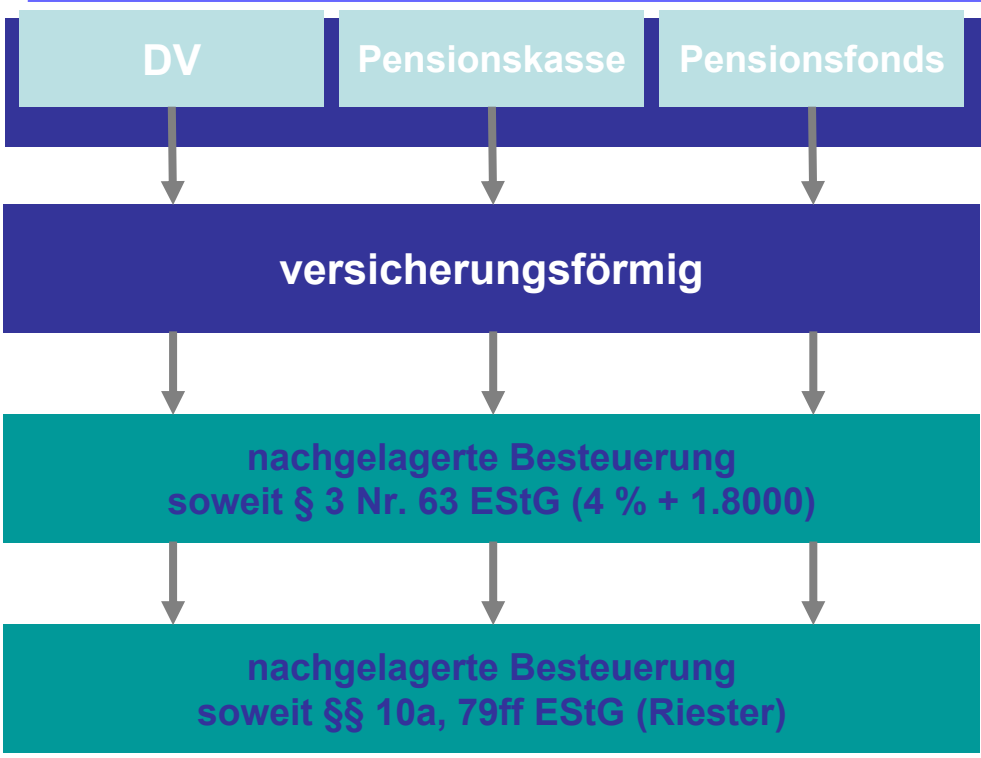 DV
Pensionskasse
Pensionsfonds
versicherungsförmig
nachgelagerte Besteuerung
soweit § 3 Nr. 63 EStG (4 % + 1.8000)
nachgelagerte Besteuerung
soweit §§ 10a, 79ff EStG (Riester)